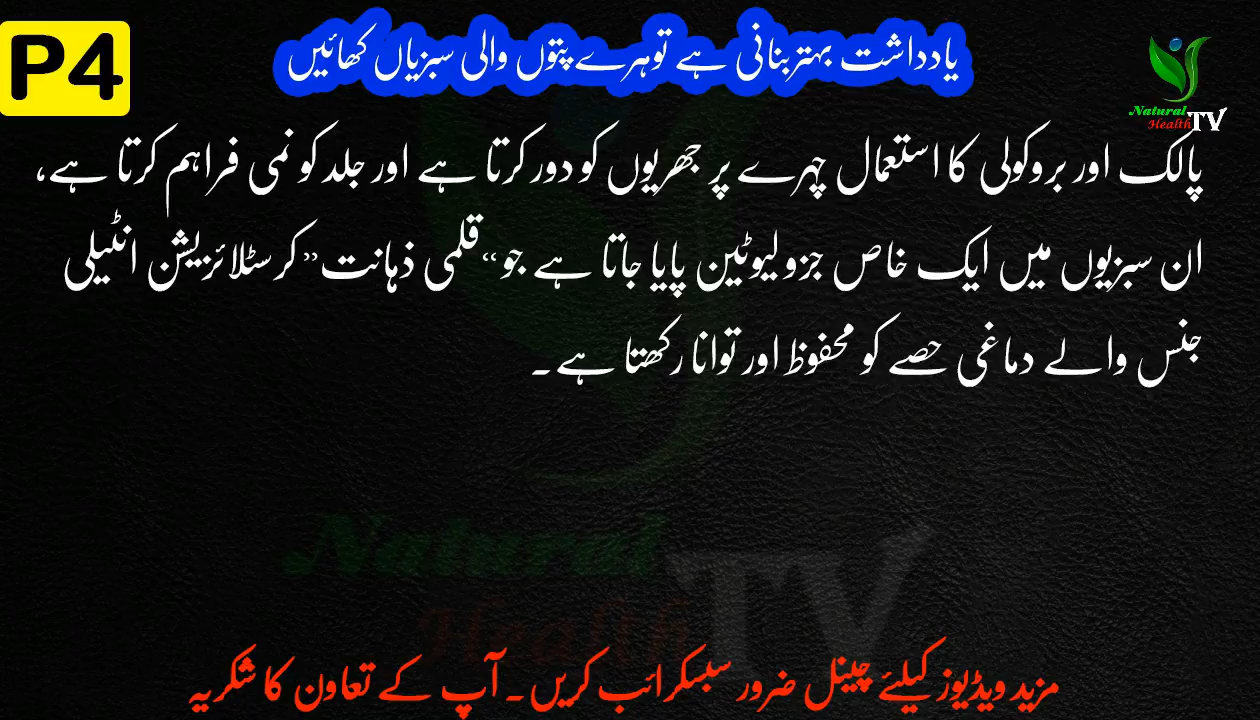 P4
یادداشت بہتر بنانی ہے تو ہرے پتوں والی سبزیاں کھائیں
Natural
Health TV
پالک اور بروکولی کا استعمال چہرے پر جھریوں کو دور کرتا ہے اور جلد کو نمی فراہم کرتا ہے،
ان سبزیوں میں ایک خاص جزو لیوٹین پایا جاتا ہے جو “قلمی ذہانت” کرسٹلائزیشن انٹیلی
جنس والے دماغی حصے کو محفوظ اور توانا رکھتا ہے۔
Natural
Health TV
مزید ویڈیوز کیلئے چینل ضرور سبسکرائب کریں۔ آپ کے تعاون کا شکریہ